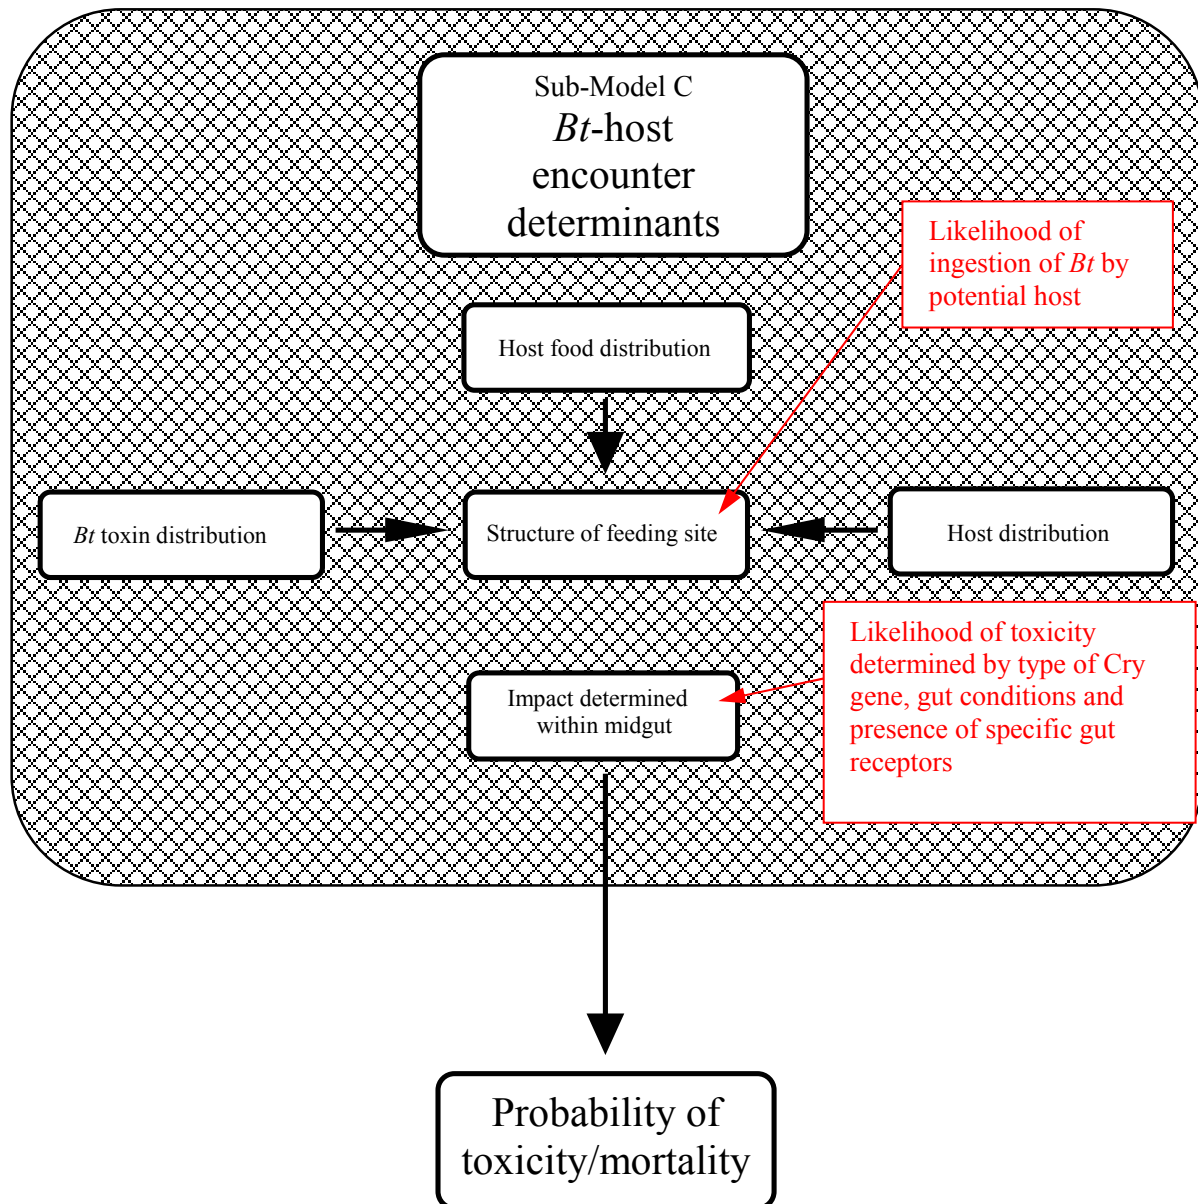 Sub-Model C
Bt-host
encounter
determinants
Likelihood of
ingestion of Bt by
potential host
Host food distribution
Bt toxin distribution
Structure of feeding site
Host distribution
Likelihood of toxicity
determined by type of Cry
gene, gut conditions and
presence of specific gut
receptors
Impact determined
within midgut
Probability of
toxicity/mortality